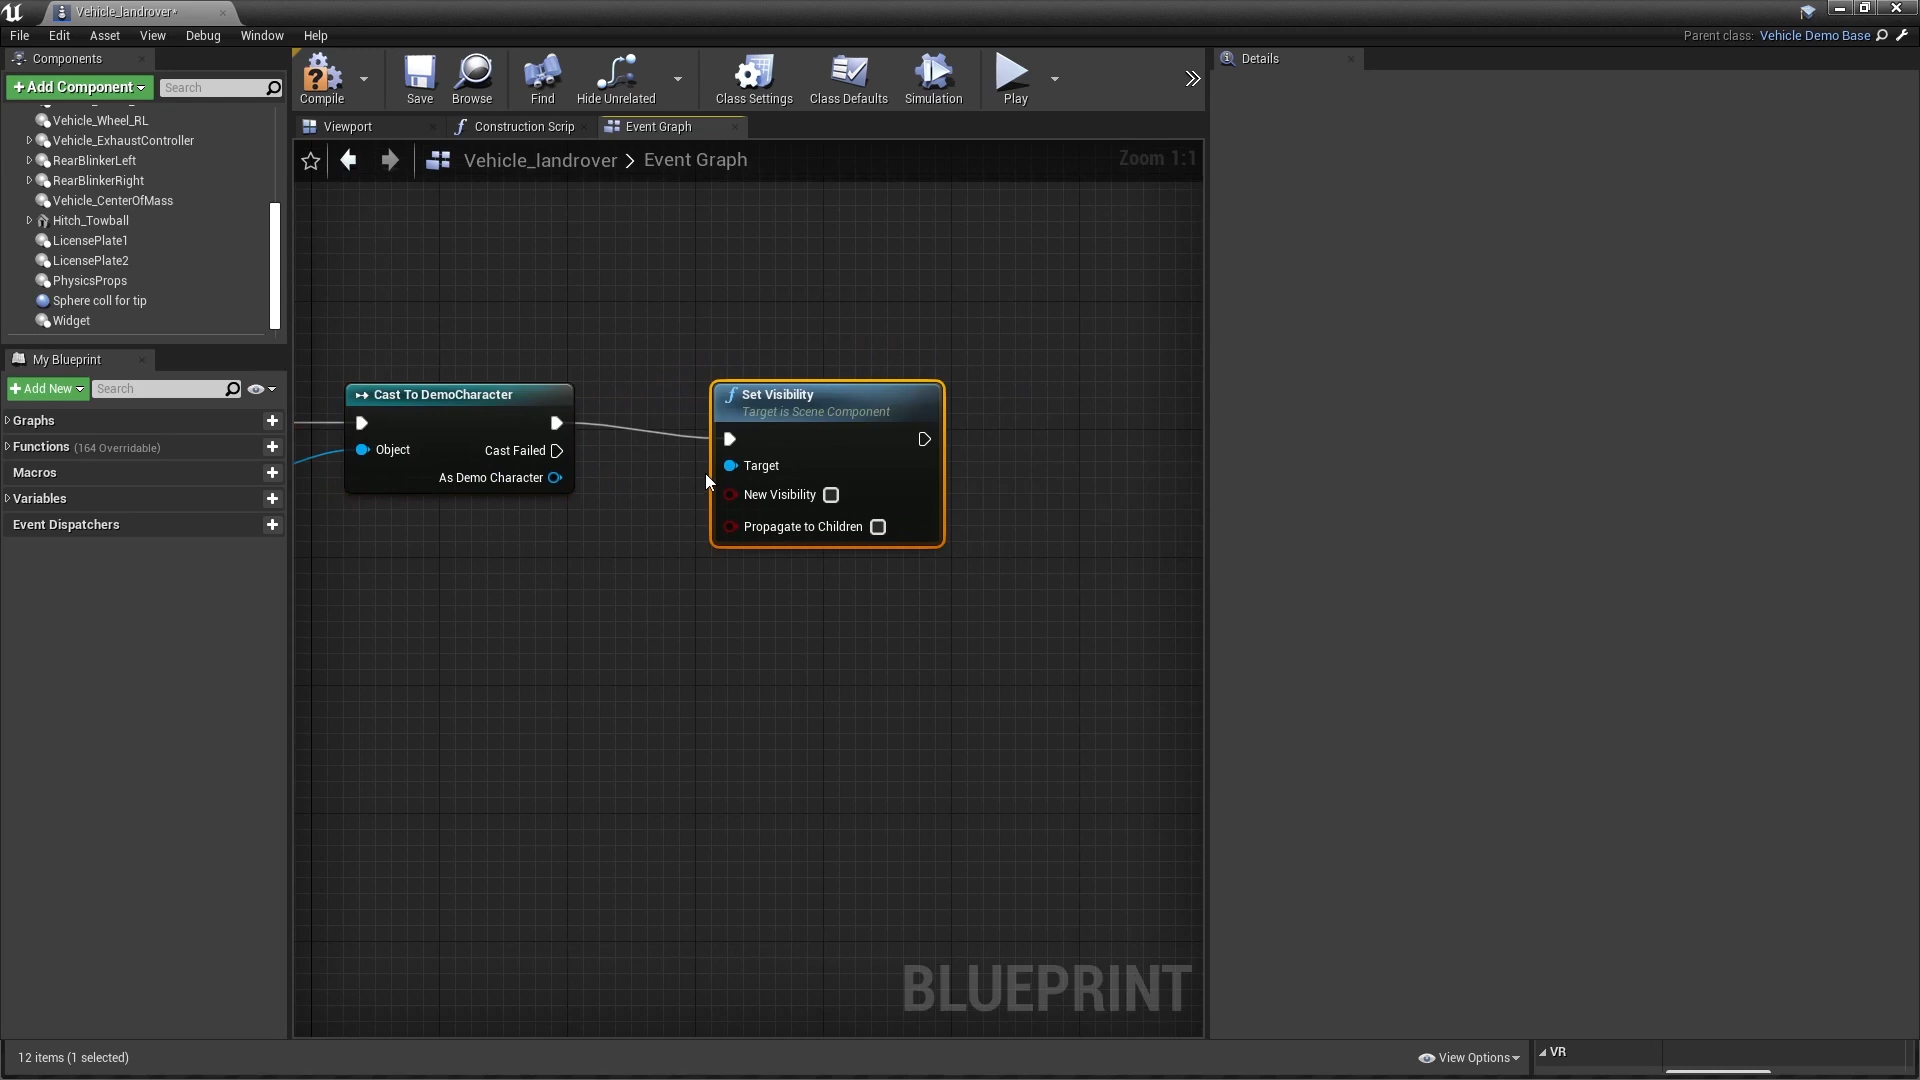 Vehicle_landrover*
File Edit Asset View Debug Window Help
Parent class: Vehicle Demo Base
Components
+Add Component
Search
Vehicle_Wheel_RL
Vehicle_ExhaustController
RearBlinkerLeft
RearBlinkerRight
Vehicle_CenterOfMass
Hitch_Towball
LicensePlate1
LicensePlate2
PhysicsProps
Sphere coll for tip
Widget
My Blueprint
+Add New
Search
Graphs
Functions (164 Overridable)
Macros
Variables
Event Dispatchers
Compile
Save
Browse
Find
Hide Unrelated
Class Settings
Class Defaults
Simulation
Play
Viewport
Construction Scrip
Event Graph
Vehicle_landrover > Event Graph
Zoom 1:1
Cast To DemoCharacter
Object
Cast Failed
As Demo Character
Set Visibility
Target is Scene Component
Target
New Visibility
Propagate to Children
BLUEPRINT
Details
12 items (1 selected)
View Options
VR